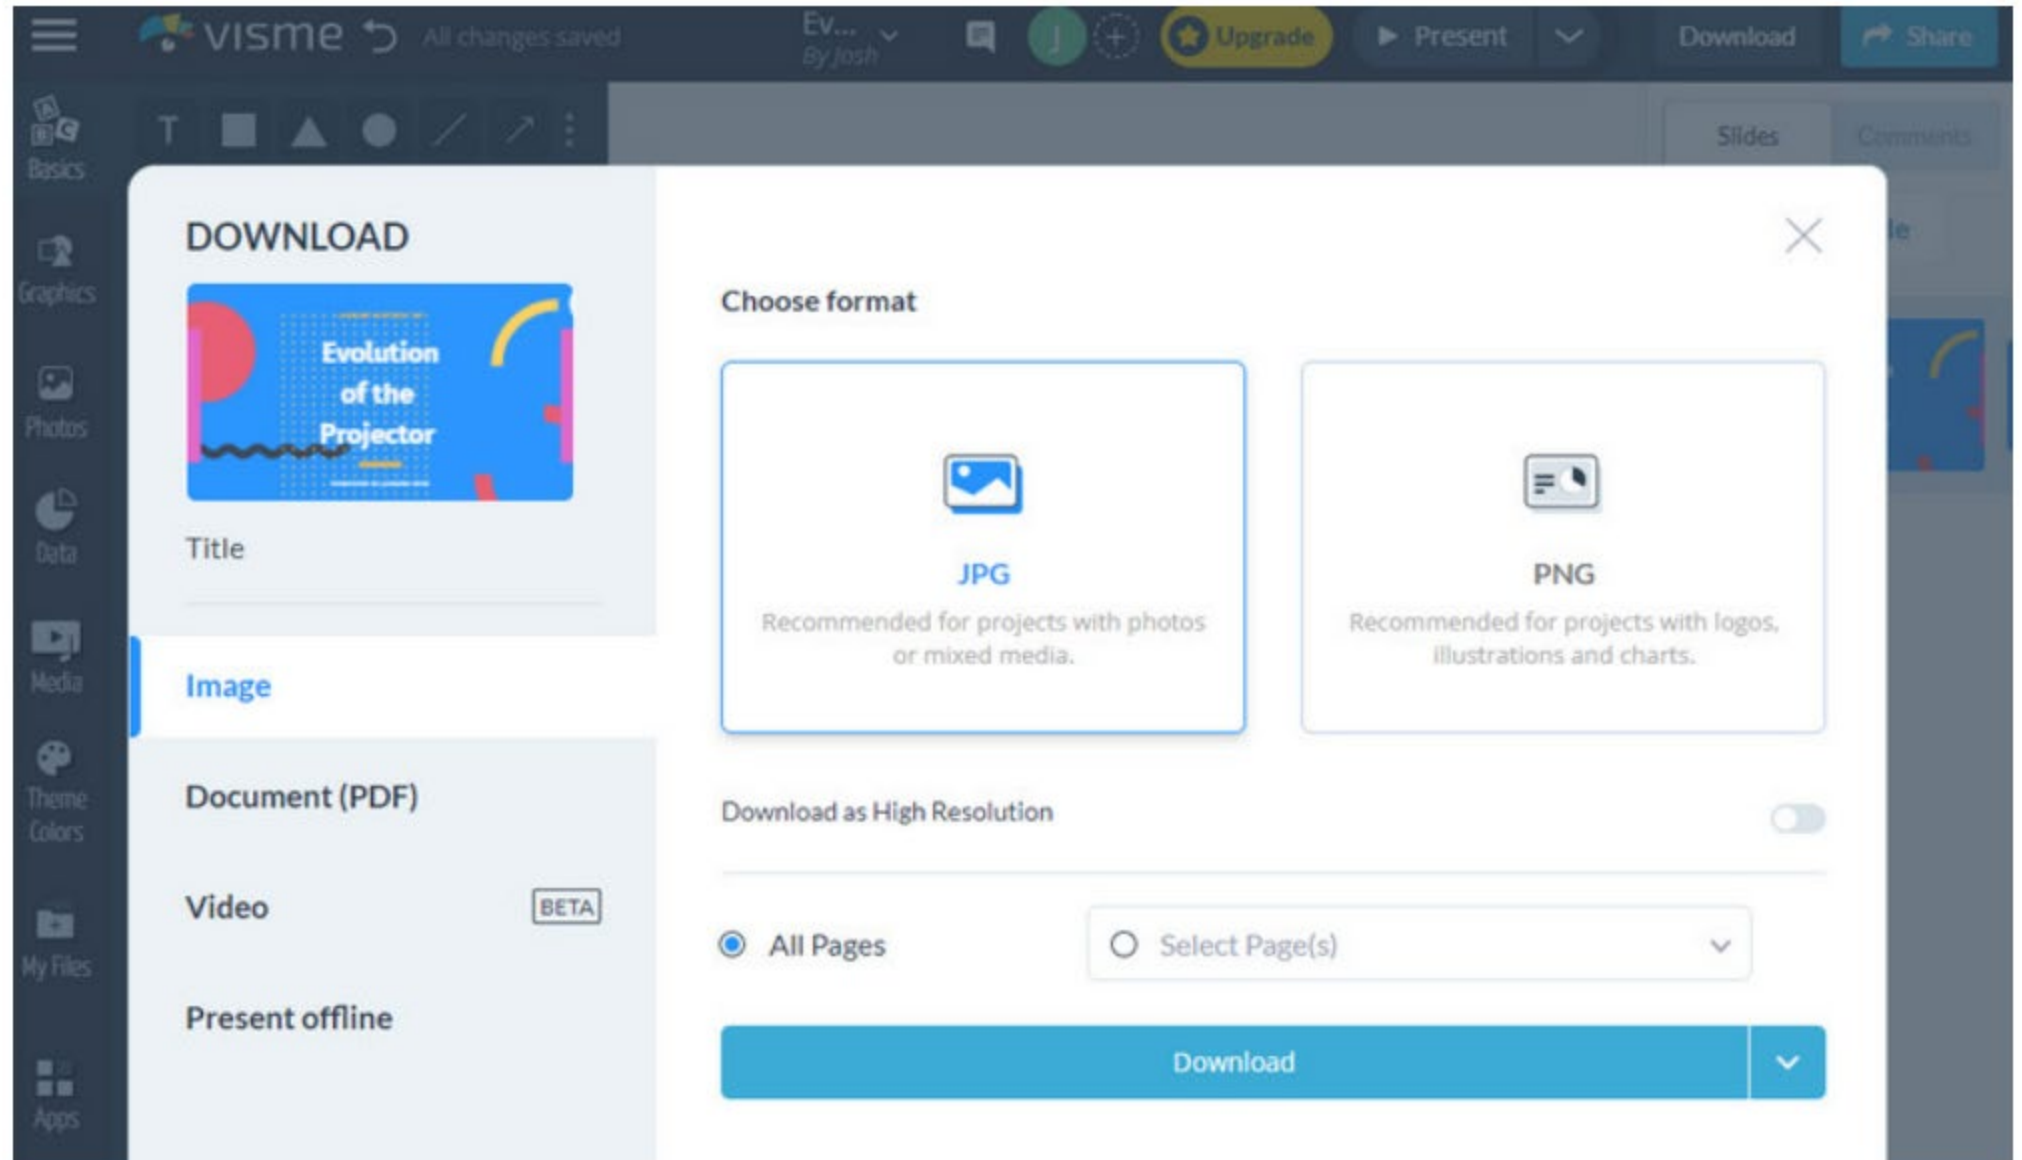 visme
All changes saved
Ev...
By Josh
J
Upgrade
Present
Download
Share
Basics
T
Slides
Comments
Graphics
Photos
Data
Media
Theme
Colors
My Files
Apps
DOWNLOAD
Evolution
of the
Projector
Title
Image
Document (PDF)
Video
BETA
Present offline
Choose format
JPG
Recommended for projects with photos
or mixed media.
PNG
Recommended for projects with logos,
illustrations and charts.
Download as High Resolution
All Pages
Select Page(s)
Download